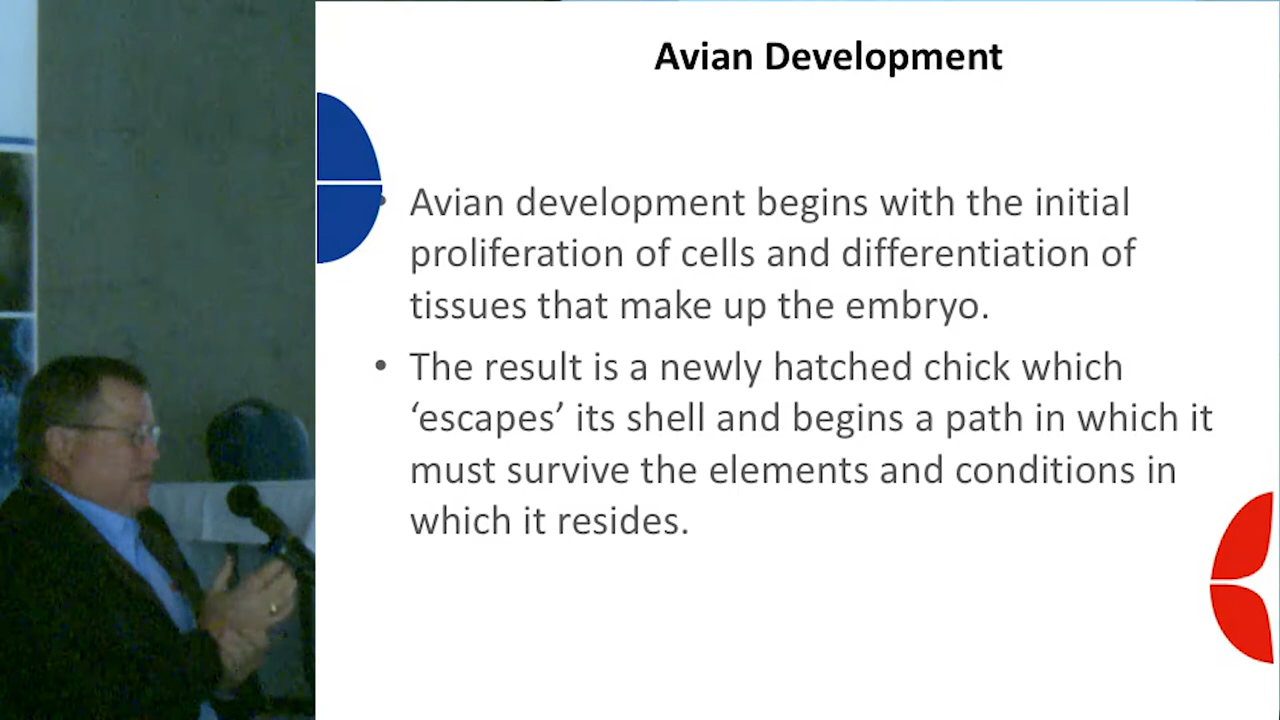 Avian Development
• Avian development begins with the initial
proliferation of cells and differentiation of
tissues that make up the embryo.
• The result is a newly hatched chick which
‘escapes’ its shell and begins a path in which it
must survive the elements and conditions in
which it resides.